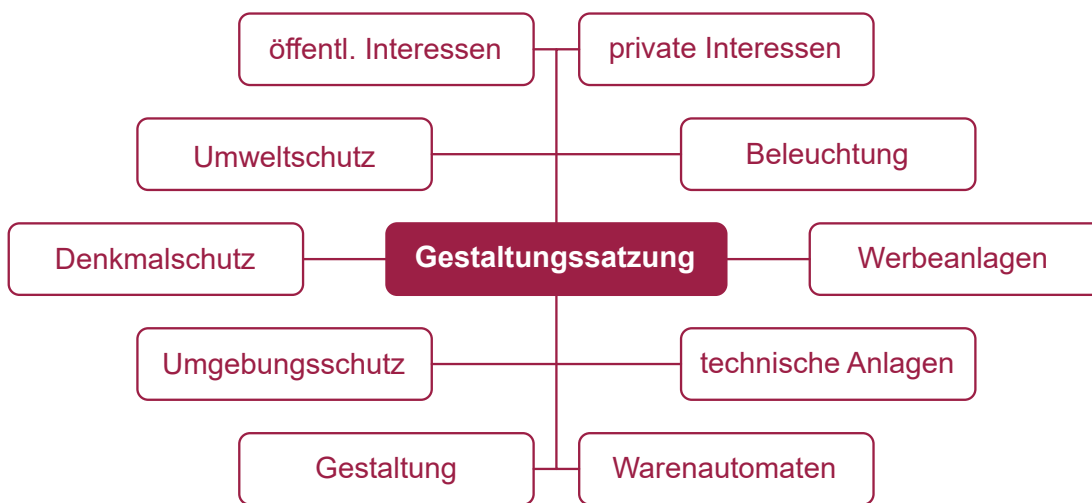 öffentl. Interessen
private Interessen
Umweltschutz
Beleuchtung
Denkmalschutz
Gestaltungssatzung
Werbeanlagen
Umgebungsschutz
technische Anlagen
Gestaltung
Warenautomaten